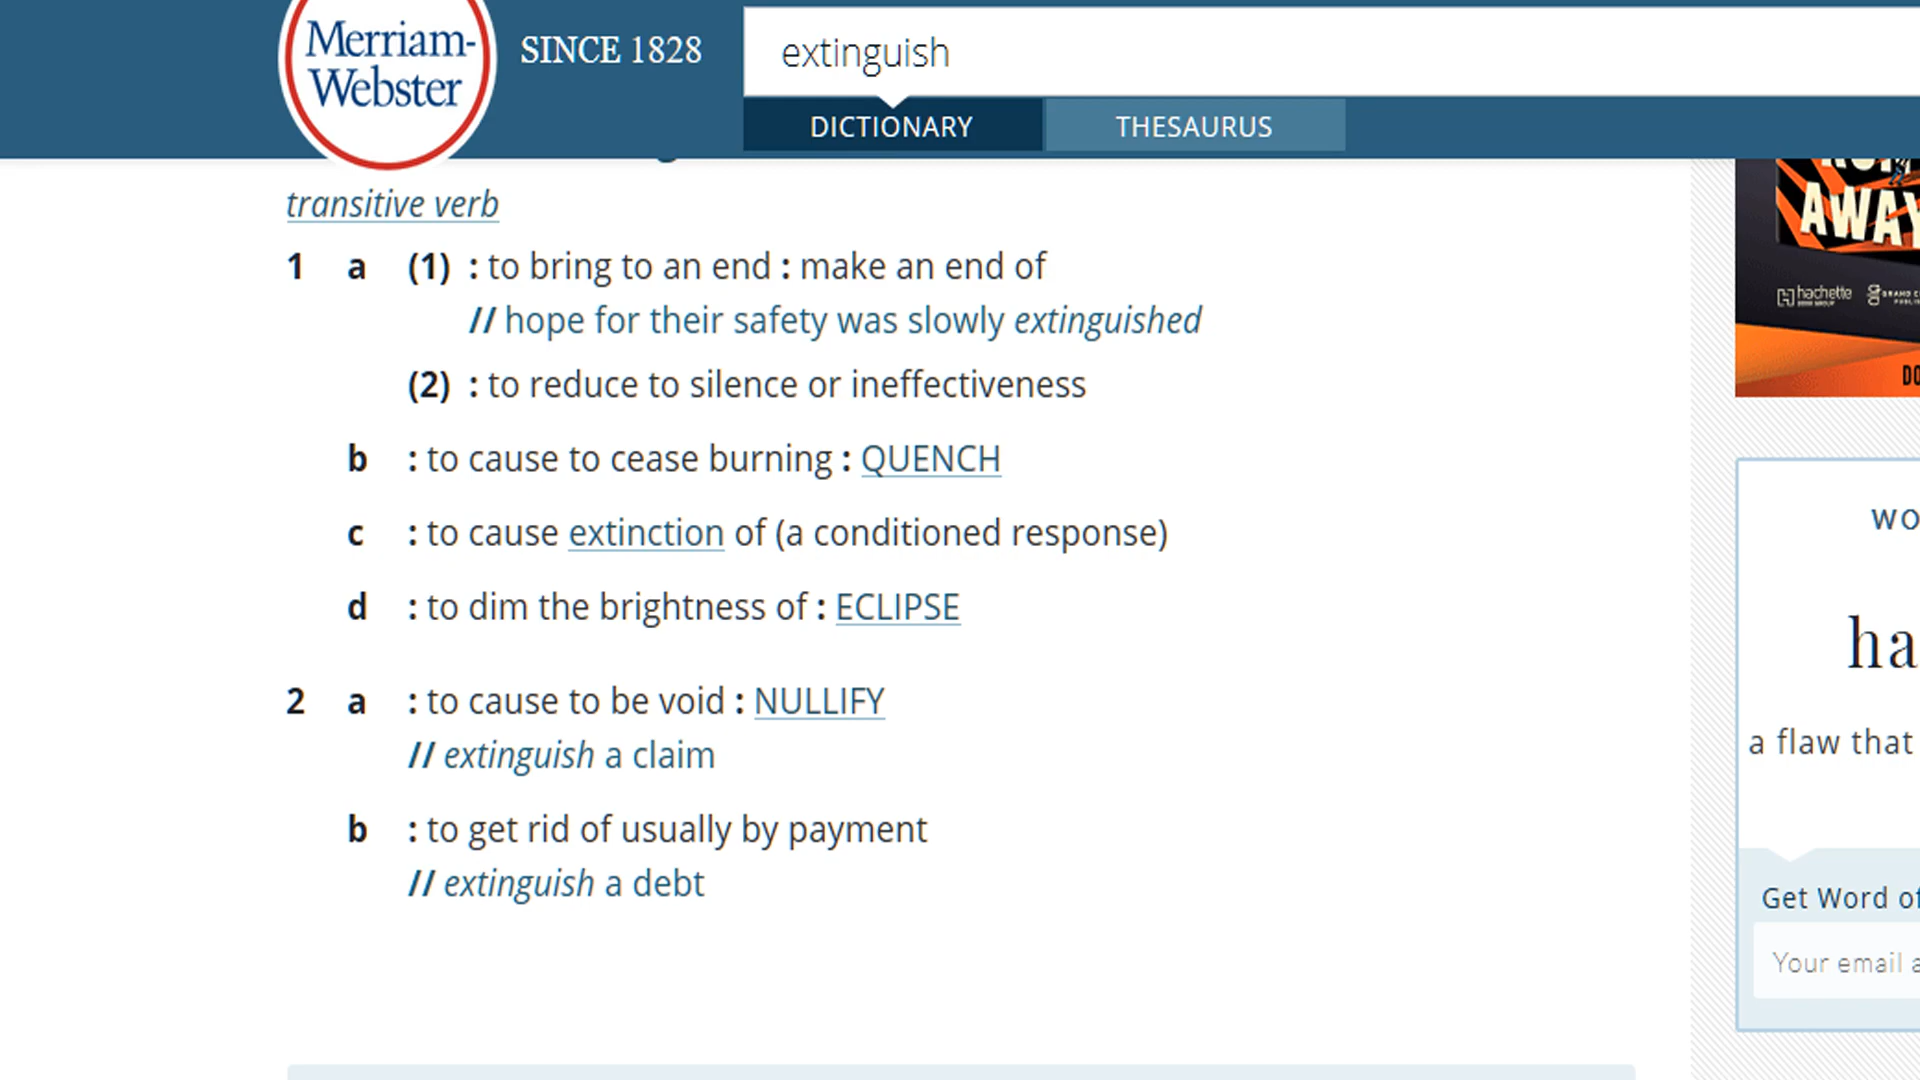 Merriam-
Webster
SINCE 1828
extinguish
DICTIONARY
THESAURUS
transitive verb
1 a (1) : to bring to an end : make an end of
// hope for their safety was slowly extinguished
(2) : to reduce to silence or ineffectiveness
b : to cause to cease burning : QUENCH
c : to cause extinction of (a conditioned response)
d : to dim the brightness of : ECLIPSE
2 a : to cause to be void : NULLIFY
// extinguish a claim
b : to get rid of usually by payment
// extinguish a debt
AWAY
hachette
DO
WO
ha
a flaw that
Get Word of
Your email a